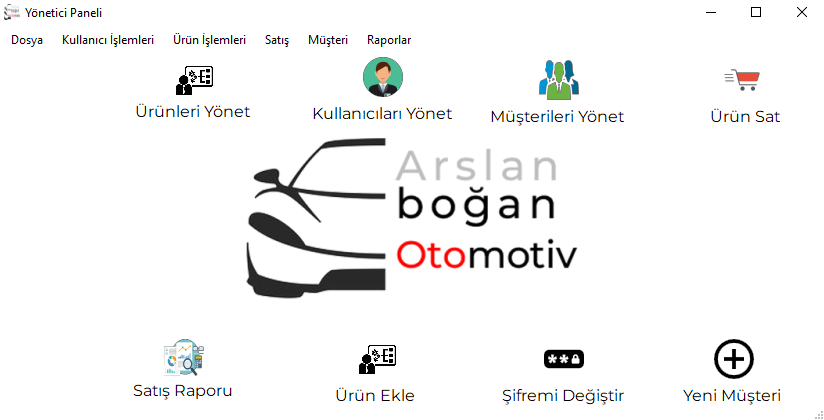 Yönetici Paneli
Dosya Kullanıcı İşlemleri Ürün İşlemleri Satış Müşteri Raporlar
Ürünleri Yönet Kullanıcıları Yönet Müşterileri Yönet Ürün Sat
Arslan
boğan
Otomotiv
Satış Raporu Ürün Ekle Şifremi Değiştir Yeni Müşteri